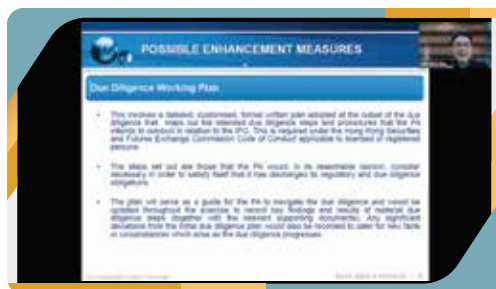 POSSIBLE ENHANCEMENT MEASURES
Due Diligence Working Plan
• This involves a detailed, customised, formal written plan adopted at the outset of the due
diligence that maps out the intended due diligence steps and procedures that the PA
intends to conduct in relation to the IPO. This is required under the Hong Kong Securities
and Futures Exchange Commission Code of Conduct applicable to licensed or registered
persons.
• The steps set out are those that the PA would, in its reasonable opinion, consider
necessary in order to satisfy itself that it has discharged its regulatory and due diligence
obligations.
• The plan will serve as a guide for the PA to navigate the due diligence and would be
updated throughout the exercise to record key findings and results of material due
diligence steps (together with the relevant supporting documents). Any significant
deviations from the initial due diligence plan would also be recorded to cater for new facts
or circumstances which arise as the due diligence progresses.